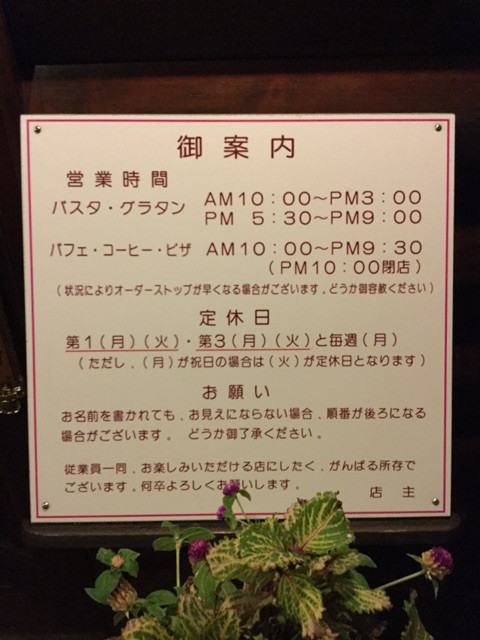 御案内
営業時間
パスタ・グラタン AM10:00〜PM3:00
PM 5:30〜PM9:00
パフェ・コーヒー・ピザ AM10:00〜PM9:30
(PM10:00閉店)
(状況によりオーダーストップが早くなる場合がございます。どうか御容赦ください)
定休日
第1(月)(火)・第3(月)(火)と毎週(月)
(ただし、(月)が祝日の場合は(火)が定休日となります)
お願い
お名前を書かれても、お見えにならない場合、順番が後ろになる
場合がございます。 どうか御了承ください。
従業員一同、お楽しみいただける店にしたく、がんばる所存で
ございます。何卒よろしくお願いします。
店 主